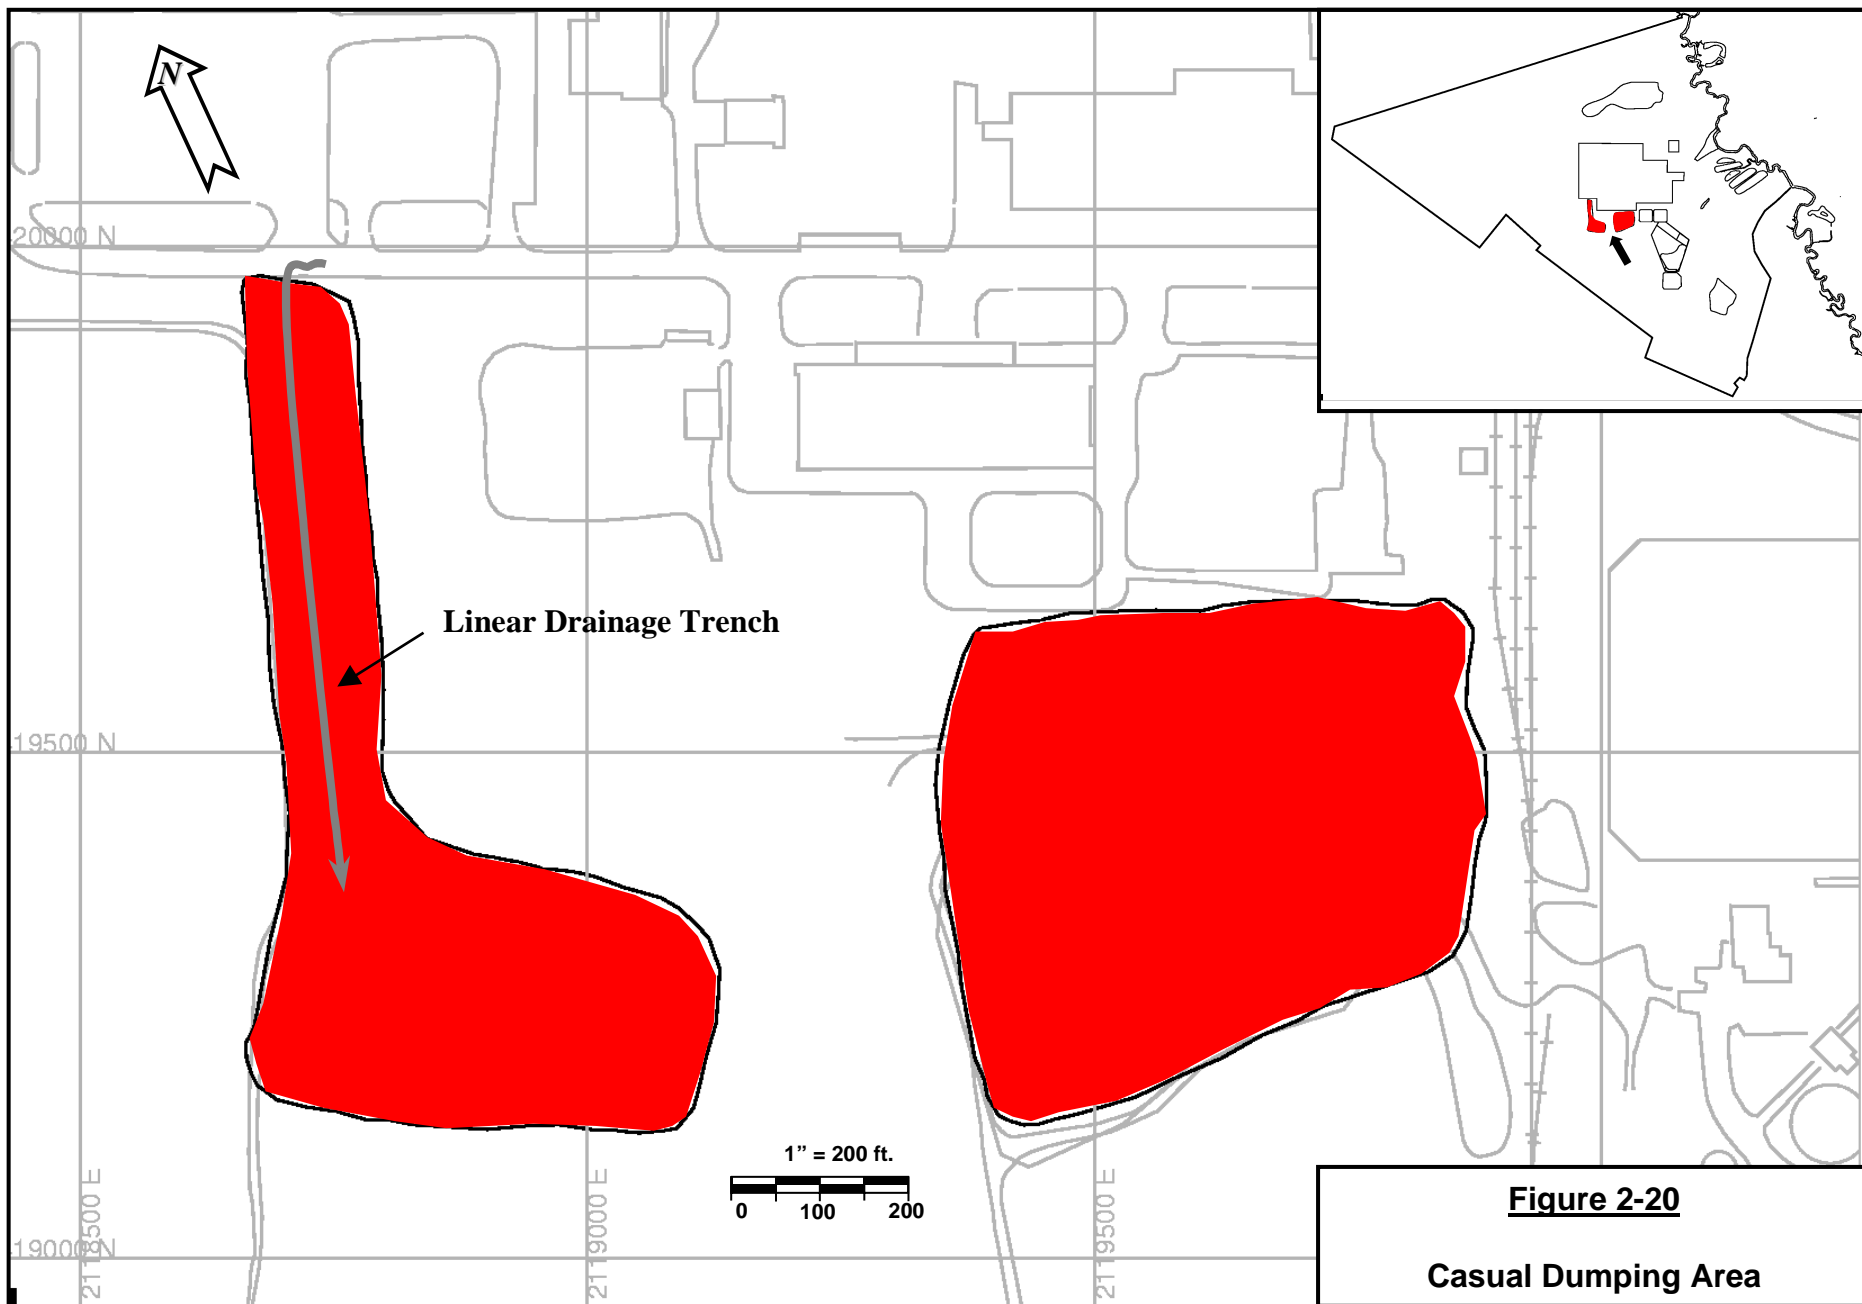 N
20000 N
Linear Drainage Trench
19500 N
1” = 200 ft.
0 100 200
19000 N
2118500 E
2119000 E
2119500 E
Figure 2-20
Casual Dumping Area